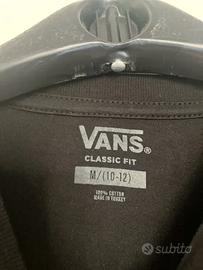 VANS®
CLASSIC FIT
M/(10-12)
100% COTTON
MADE IN TURKEY
subito